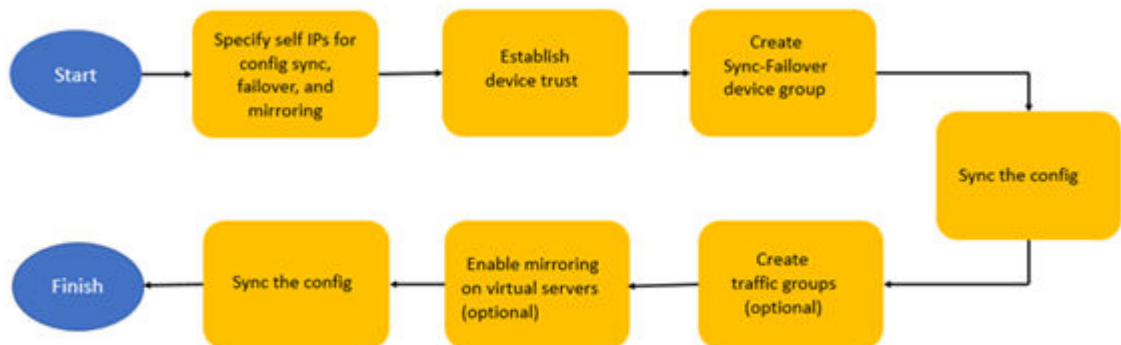 Start
Specify self IPs for
config sync,
failover, and
mirroring
Establish
device trust
Create
Sync-Failover
device group
Sync the config
Create
traffic groups
(optional)
Enable mirroring
on virtual servers
(optional)
Sync the config
Finish